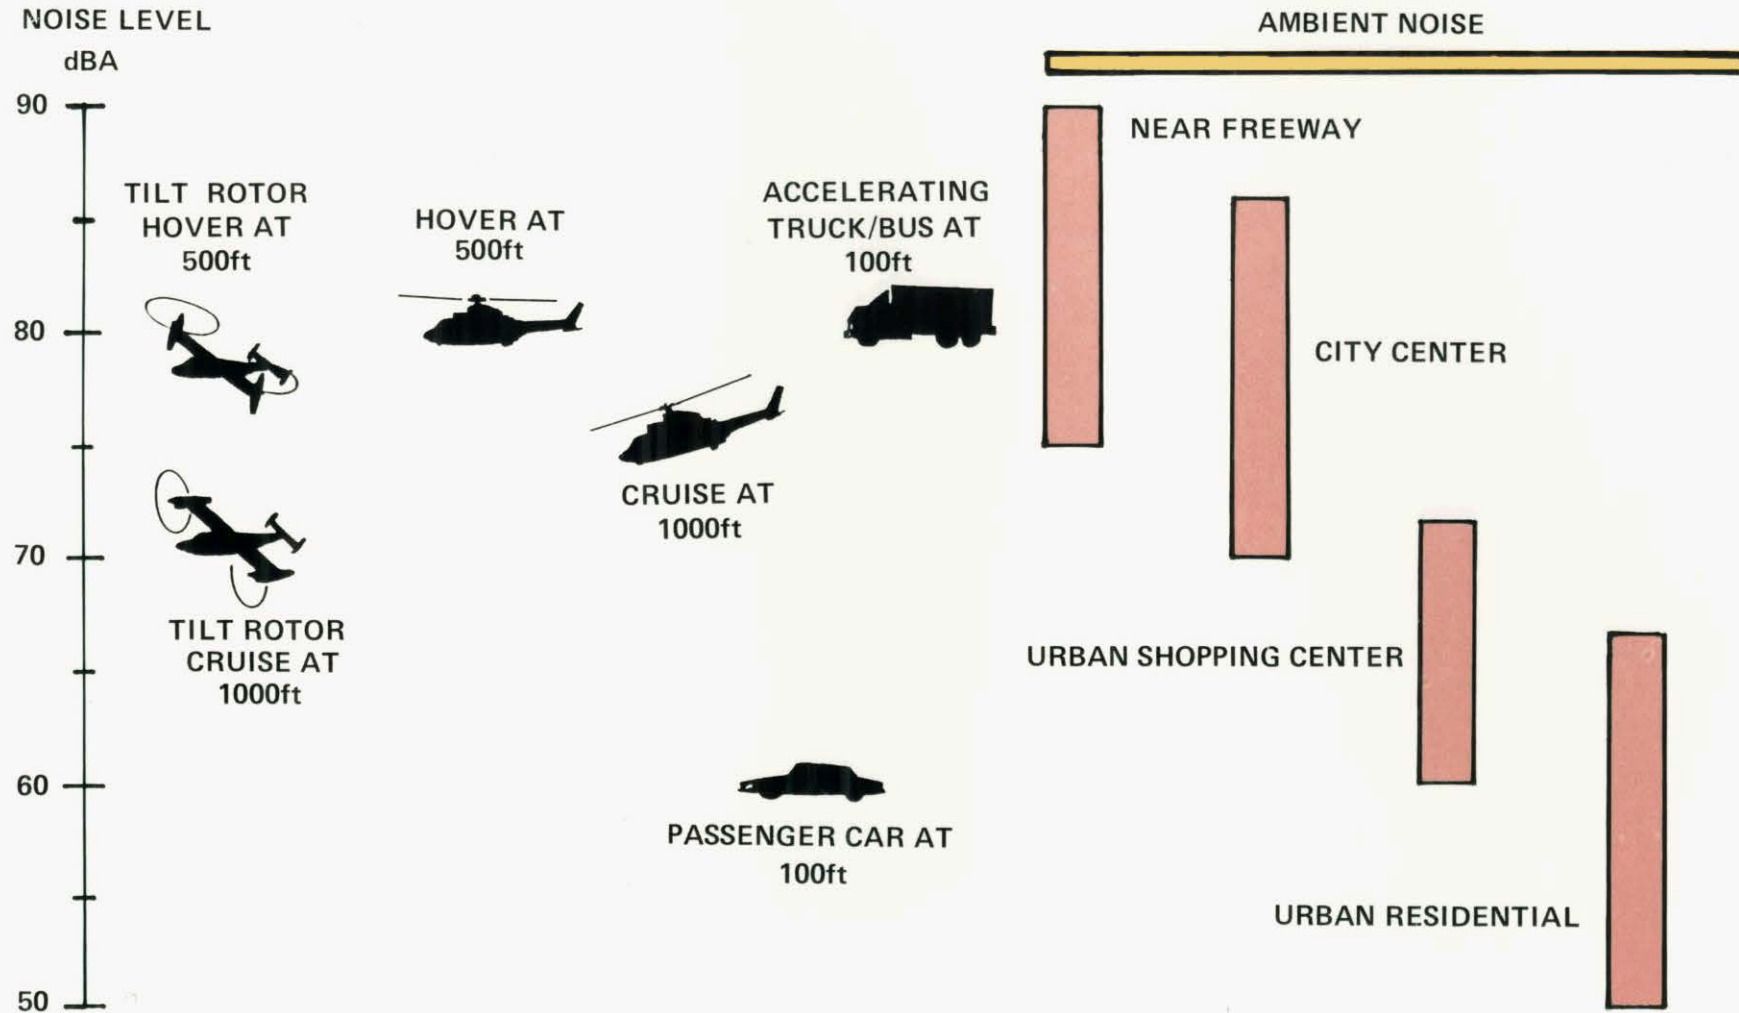 NOISE LEVEL
dBA
90
80
70
60
50
TILT ROTOR
HOVER AT
500ft
HOVER AT
500ft
ACCELERATING
TRUCK/BUS AT
100ft
CRUISE AT
1000ft
TILT ROTOR
CRUISE AT
1000ft
PASSENGER CAR AT
100ft
AMBIENT NOISE
NEAR FREEWAY
CITY CENTER
URBAN SHOPPING CENTER
URBAN RESIDENTIAL